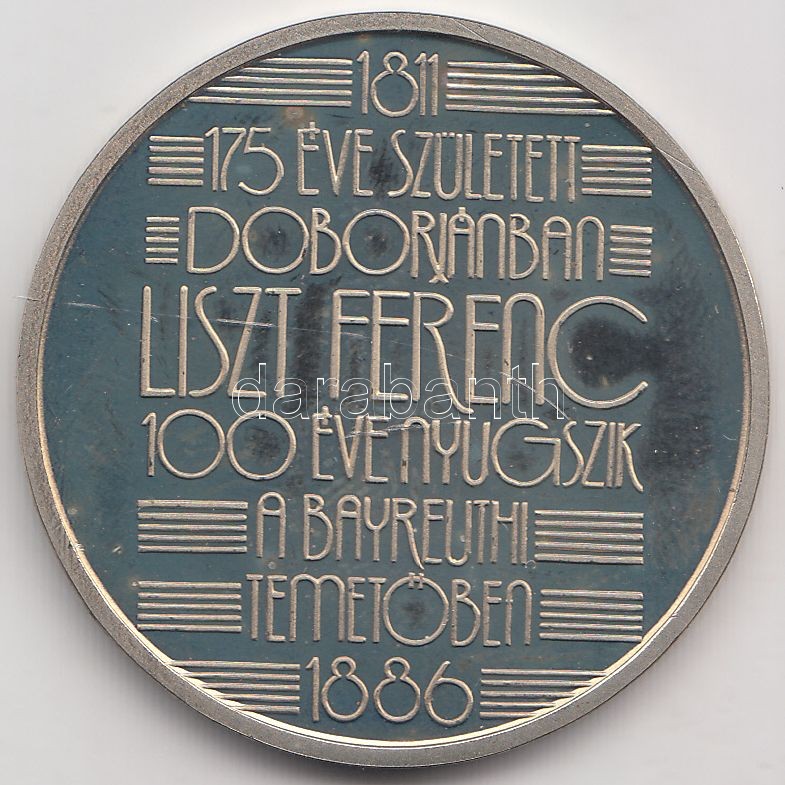 1811
175 ÉVE SZÜLETETT
DOBORJÁNBAN
LISZT FERENC
darabanth
100 ÉVE NYUGSZIK
A BAYREUTHI
TEMETŐBEN
1886